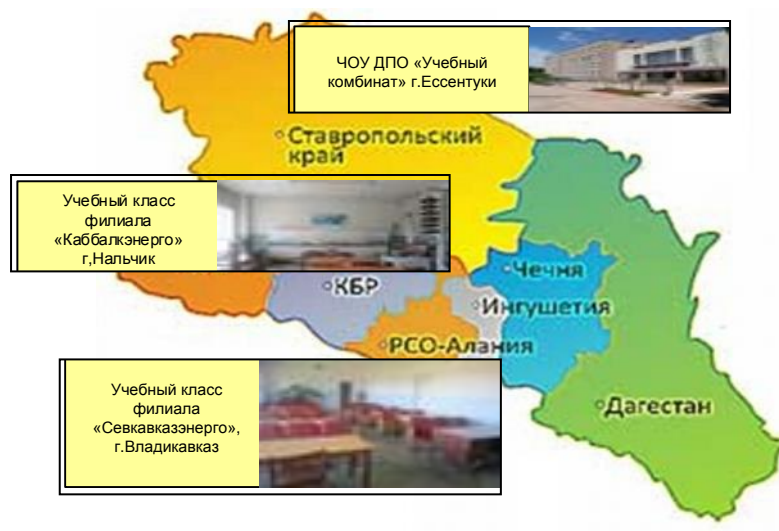 ЧОУ ДПО «Учебный
комбинат» г.Ессентуки
Ставропольский
край
Учебный класс
филиала
«Каббалкэнерго»
г,Нальчик
Чечня
КБР
Ингушетия
РСО-Алания
Учебный класс
филиала
«Севкавказэнерго»,
г.Владикавказ
Дагестан